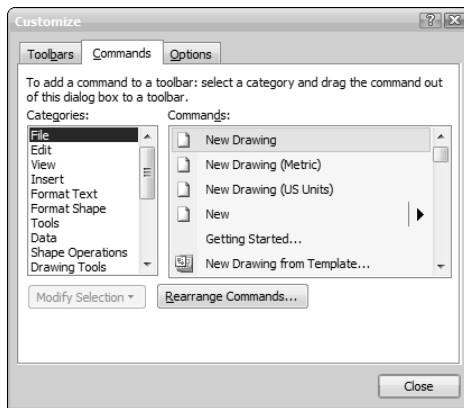 Customize
Toolbars Commands Options
To add a command to a toolbar: select a category and drag the command out
of this dialog box to a toolbar.
Categories:
File
Edit
View
Insert
Format Text
Format Shape
Tools
Data
Shape Operations
Drawing Tools
Commands:
New Drawing
New Drawing (Metric)
New Drawing (US Units)
New
Getting Started...
New Drawing from Template...
Modify Selection
Rearrange Commands...
Close